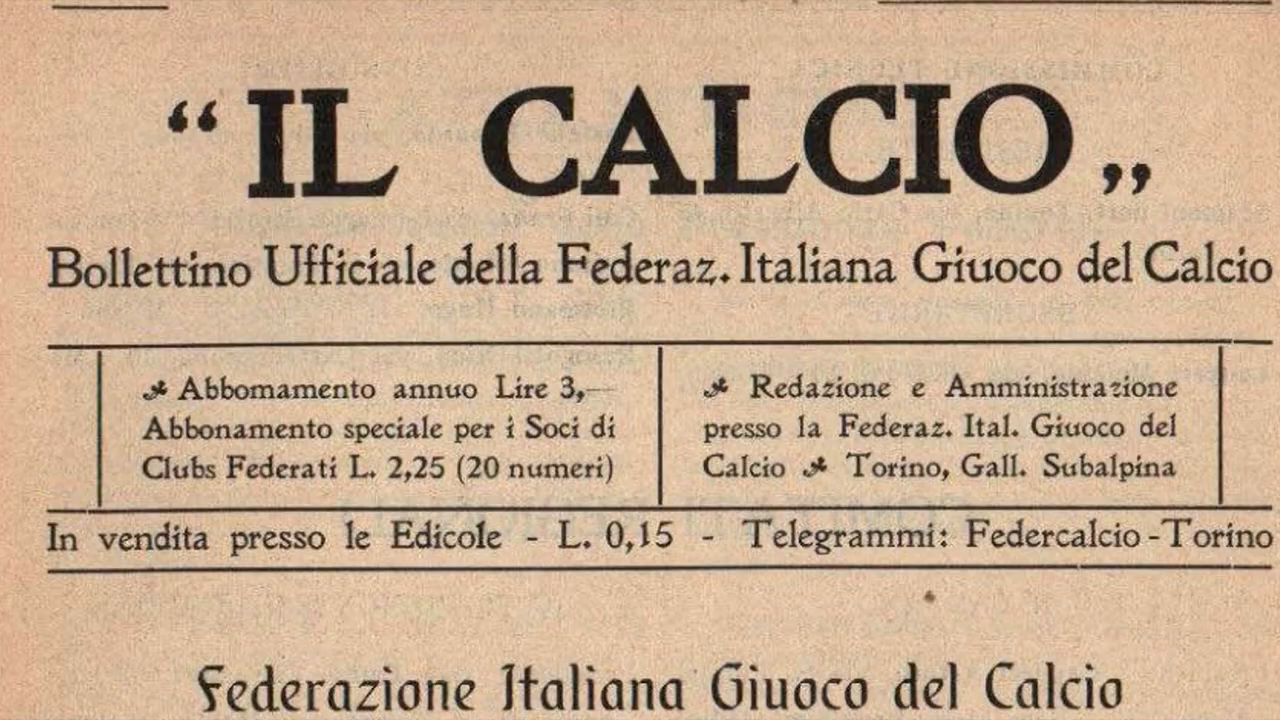 “IL CALCIO„
Bollettino Ufficiale della Federaz. Italiana Giuoco del Calcio
Abbomamento annuo Lire 3,—
Abbonamento speciale per i Soci di
Clubs Federati L. 2,25 (20 numeri)
Redazione e Amministrazione
presso la Federaz. Ital. Giuoco del
Calcio Torino, Gall. Subalpina
In vendita presso le Edicole - L. 0,15 - Telegrammi: Federcalcio-Torino
Federazione Italiana Giuoco del Calcio